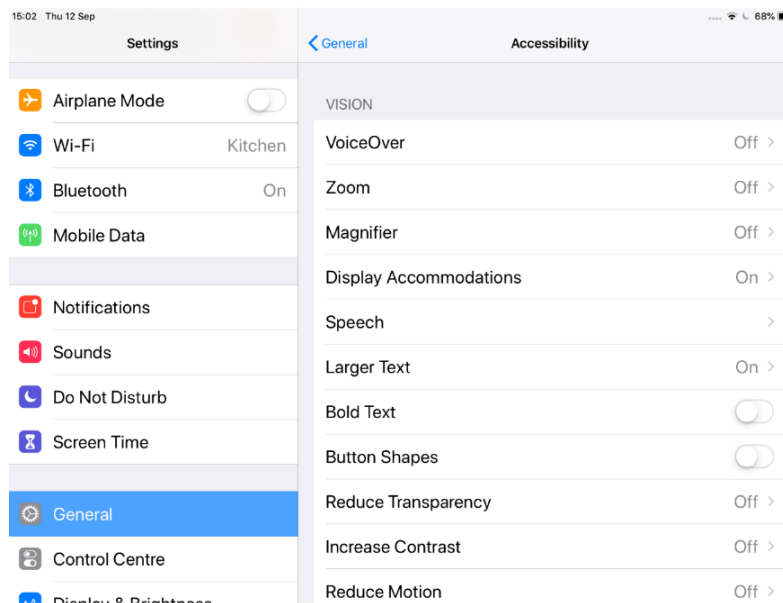 15:02 Thu 12 Sep
68%
Settings
General
Accessibility
Airplane Mode
Wi-Fi Kitchen
Bluetooth On
Mobile Data
Notifications
Sounds
Do Not Disturb
Screen Time
General
Control Centre
Display & Brightness
VISION
VoiceOver Off
Zoom Off
Magnifier Off
Display Accommodations On
Speech
Larger Text On
Bold Text
Button Shapes
Reduce Transparency Off
Increase Contrast Off
Reduce Motion Off